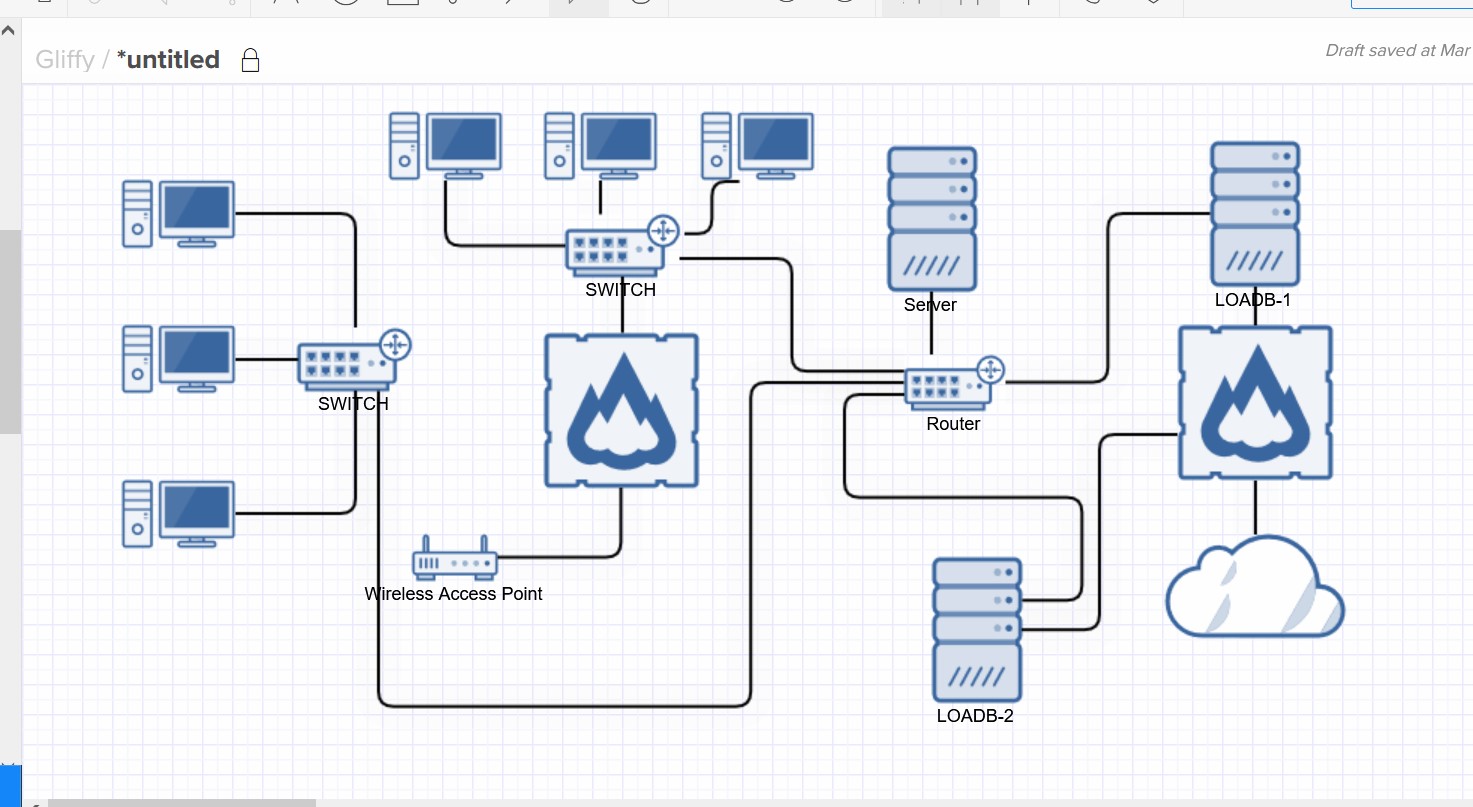 Gliffy / *untitled
Draft saved at Mar
SWITCH
Server
LOADB-1
SWITCH
Router
Wireless Access Point
LOADB-2